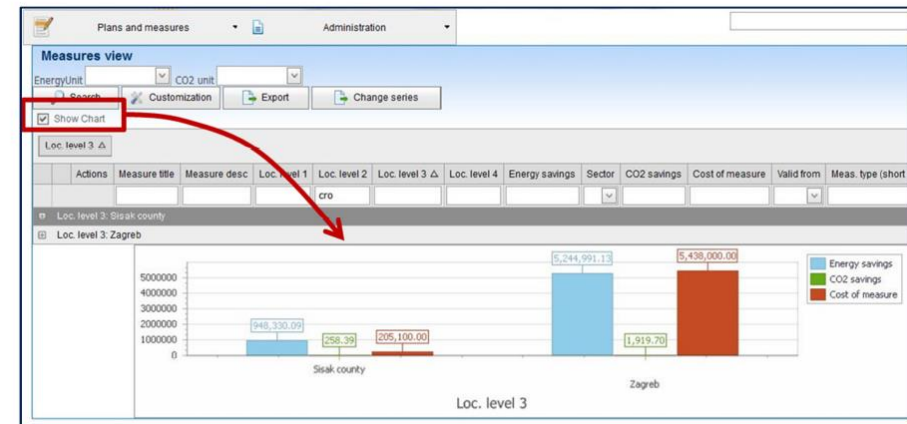 Plans and measures Administration
Measures view
EnergyUnit CO2 unit
Search Customization Export Change series
Show Chart
Loc. level 3
Actions Measure title Measure desc Loc. level 1 Loc. level 2 Loc. level 3 Loc. level 4 Energy savings Sector CO2 savings Cost of measure Valid from Meas. type (short
cro
Loc. level 3: Sisak county
Loc. level 3: Zagreb
5,244,991.13 5,438,000.00
Energy savings
CO2 savings
Cost of measure
5000000
4000000
3000000
2000000
1000000
0
948,330.09 258.39 205,100.00 1,919.70
Sisak county
Zagreb
Loc. level 3